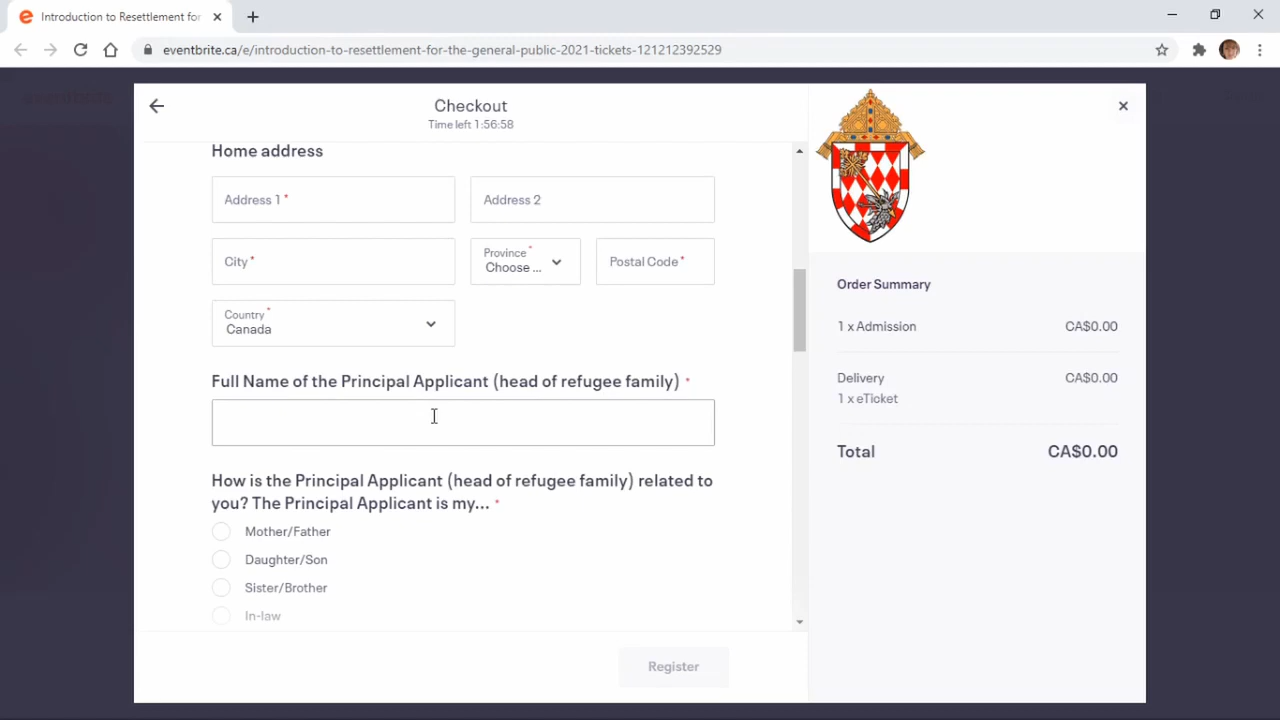 Introduction to Resettlement for
eventbrite.ca/e/introduction-to-resettlement-for-the-general-public-2021-tickets-121212392529
Checkout
Time left 1:56:58
Home address
Address 1 *
Address 2
City *
Province *
Choose ...
Postal Code *
Country *
Canada
Full Name of the Principal Applicant (head of refugee family) *
How is the Principal Applicant (head of refugee family) related to
you? The Principal Applicant is my... *
Mother/Father
Daughter/Son
Sister/Brother
In-law
Register
Order Summary
1 x Admission CA$0.00
Delivery CA$0.00
1 x eTicket
Total CA$0.00